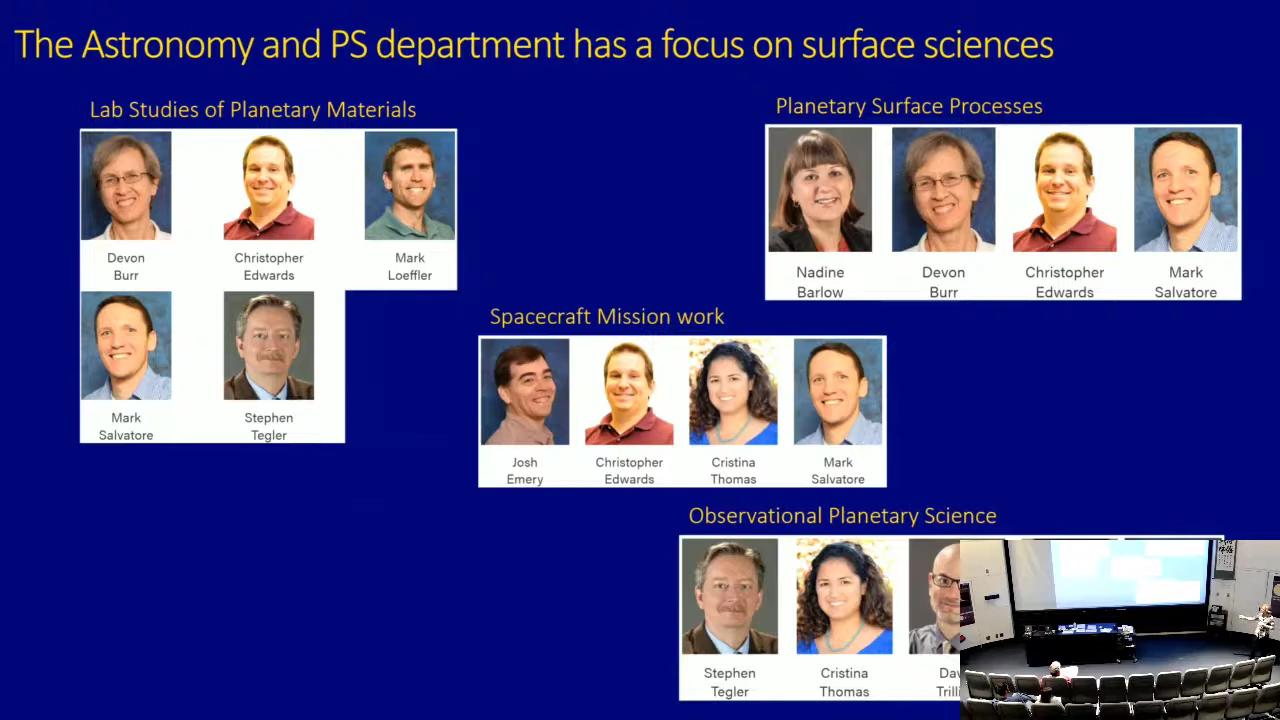 The Astronomy and PS department has a focus on surface sciences
Lab Studies of Planetary Materials
Devon
Burr
Christopher
Edwards
Mark
Loeffler
Mark
Salvatore
Stephen
Tegler
Planetary Surface Processes
Nadine
Barlow
Devon
Burr
Christopher
Edwards
Mark
Salvatore
Spacecraft Mission work
Josh
Emery
Christopher
Edwards
Cristina
Thomas
Mark
Salvatore
Observational Planetary Science
Stephen
Tegler
Cristina
Thomas